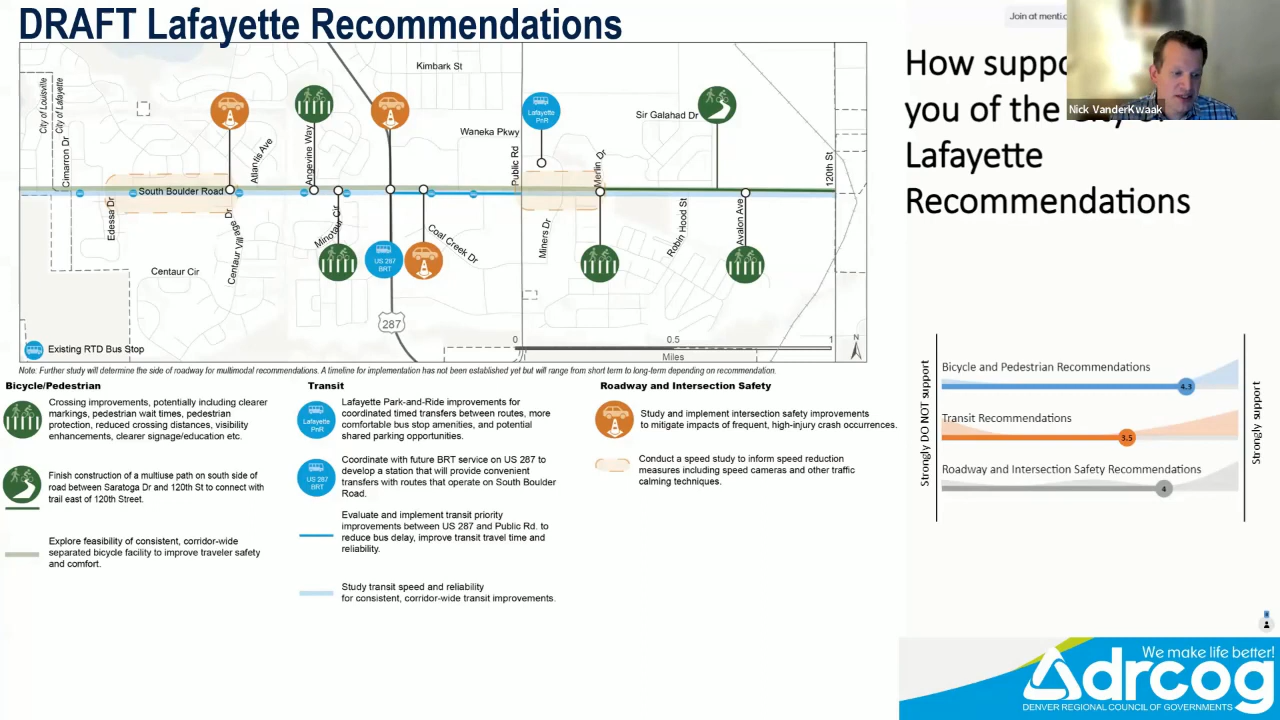 DRAFT Lafayette Recommendations
Kimbark St
City of Louisville
City of Lafayette
Cimarron Dr
Atlantis Ave
Angevine Way
Waneka Pkwy
Public Rd
Lafayette
PnR
Sir Galahad Dr
Merlin Dr
120th St
South Boulder Road
Edessa Dr
Centaur Village
Dr
Minotaur Cir
US 287
BRT
Coal Creek Dr
Miners Dr
Robin Hood St
Avalon Ave
Centaur Cir
287
0 0.5 1
Miles
N
Existing RTD Bus Stop
Note: Further study will determine the side of roadway for multimodal recommendations. A timeline for implementation has not been established yet but will range from short term to long-term depending on recommendation.
Bicycle/Pedestrian
Crossing improvements, potentially including clearer
markings, pedestrian wait times, pedestrian
protection, reduced crossing distances, visibility
enhancements, clearer signage/education etc.
Finish construction of a multiuse path on south side of
road between Saratoga Dr and 120th St to connect with
trail east of 120th Street.
Explore feasibility of consistent, corridor-wide
separated bicycle facility to improve traveler safety
and comfort.
Transit
Lafayette
PnR
Lafayette Park-and-Ride improvements for
coordinated timed transfers between routes, more
comfortable bus stop amenities, and potential
shared parking opportunities.
US 287
BRT
Coordinate with future BRT service on US 287 to
develop a station that will provide convenient
transfers with routes that operate on South Boulder
Road.
Evaluate and implement transit priority
improvements between US 287 and Public Rd. to
reduce bus delay, improve transit travel time and
reliability.
Study transit speed and reliability
for consistent, corridor-wide transit improvements.
Roadway and Intersection Safety
Study and implement intersection safety improvements
to mitigate impacts of frequent, high-injury crash occurrences.
Conduct a speed study to inform speed reduction
measures including speed cameras and other traffic
calming techniques.
Join at menti.c
Nick VanderKwaak
How suppo
you of the
Lafayette
Recommendations
Strongly DO NOT support
Bicycle and Pedestrian Recommendations
4.3
Transit Recommendations
3.5
Roadway and Intersection Safety Recommendations
4
Strongly support
We make life better!
drcog
DENVER REGIONAL COUNCIL OF GOVERNMENTS